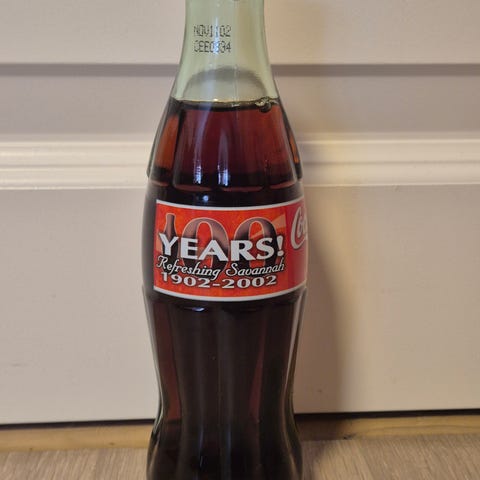 NOV1102
CEE0834
100
YEARS!
Refreshing Savannah
1902-2002